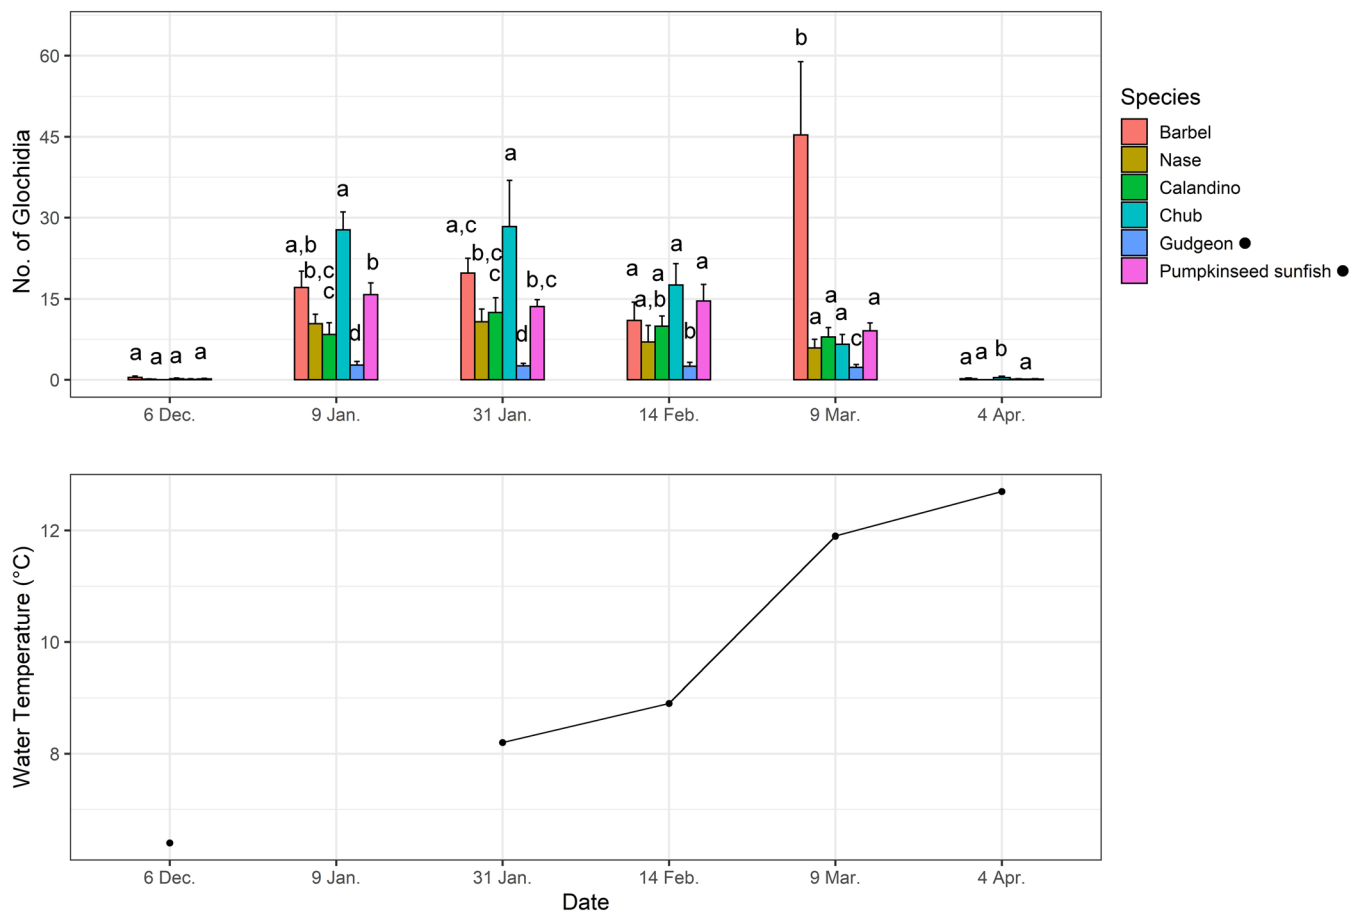 No. of Glochidia
60
45
30
15
0
a a a a
a,b b,c c a d b
a,c b,c c a d b,c
a a,b a a b a
b a a a c a
a a b a
6 Dec. 9 Jan. 31 Jan. 14 Feb. 9 Mar. 4 Apr.
Species
Barbel
Nase
Calandino
Chub
Gudgeon ●
Pumpkinseed sunfish ●
Water Temperature (°C)
12
10
8
6 Dec. 9 Jan. 31 Jan. 14 Feb. 9 Mar. 4 Apr.
Date